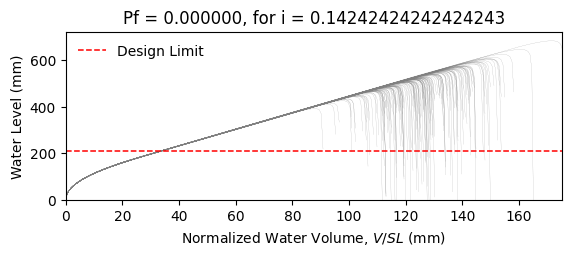 Pf = 0.000000, for i = 0.14242424242424243
Design Limit
Water Level (mm)
600
400
200
0
0 20 40 60 80 100 120 140 160
Normalized Water Volume, V/SL (mm)